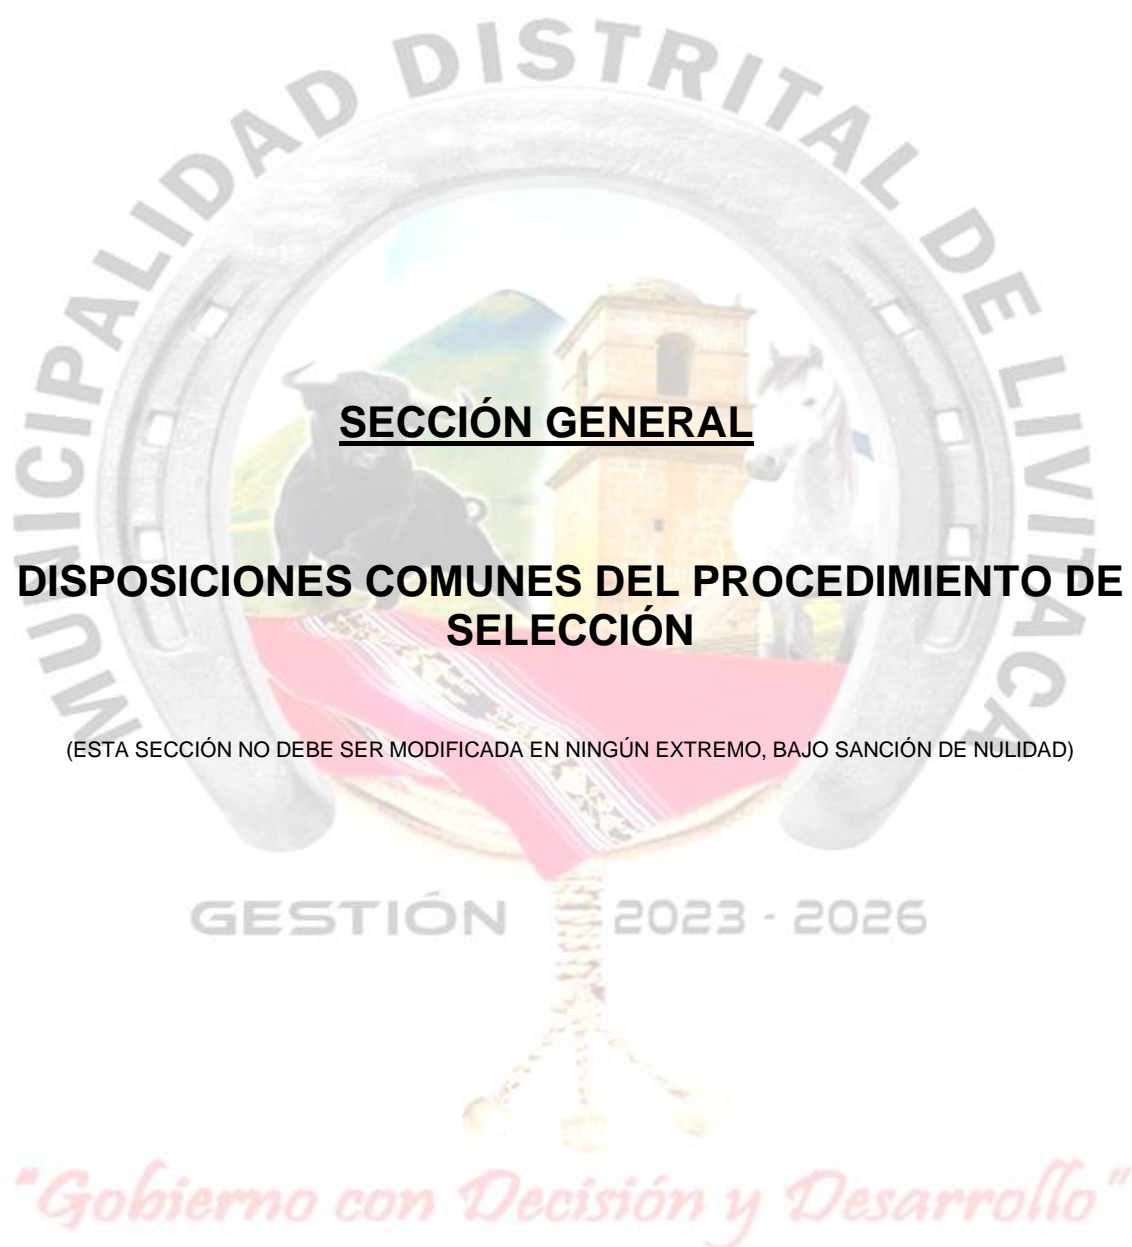 MUNICIPALIDAD DISTRITAL DE LIVITACA
SECCIÓN GENERAL
DISPOSICIONES COMUNES DEL PROCEDIMIENTO DE
SELECCIÓN
(ESTA SECCIÓN NO DEBE SER MODIFICADA EN NINGÚN EXTREMO, BAJO SANCIÓN DE NULIDAD)
GESTIÓN 2023 - 2026
"Gobierno con Decisión y Desarrollo"